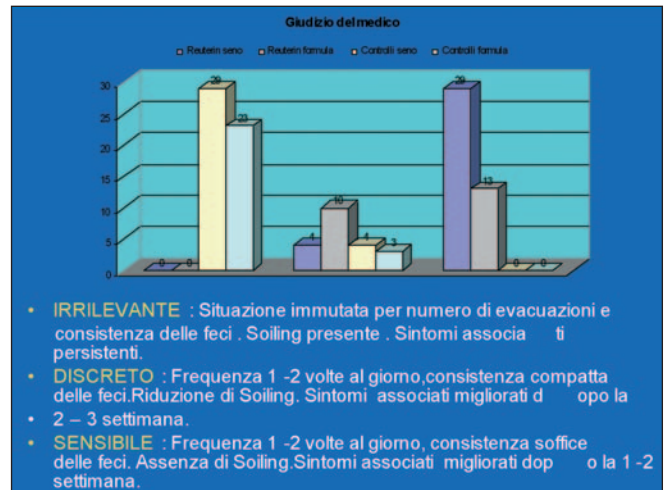 Giudizio del medico
Reuterin seno Reuterin formula Controlli seno Controlli formula
30
25
20
15
10
5
0
0 0 29 23
4 10 4 3
29 13 0 0
• IRRILEVANTE : Situazione immutata per numero di evacuazioni e
consistenza delle feci . Soiling presente . Sintomi associa ti
persistenti.
• DISCRETO : Frequenza 1 -2 volte al giorno,consistenza compatta
delle feci.Riduzione di Soiling. Sintomi associati migliorati d opo la
• 2 – 3 settimana.
• SENSIBILE : Frequenza 1 -2 volte al giorno, consistenza soffice
delle feci. Assenza di Soiling.Sintomi associati migliorati dop o la 1 -2
settimana.